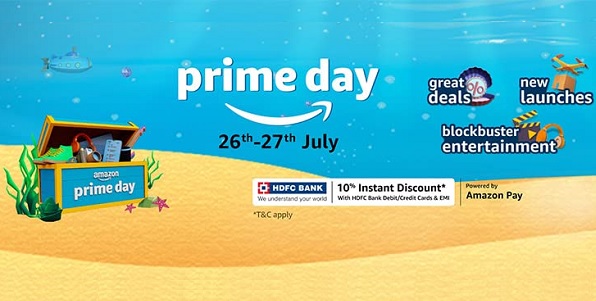 prime day
26th-27th July
great
deals
%
new
launches
blockbuster
entertainment
amazon
prime day
HDFC BANK
We understand your world
10% Instant Discount*
With HDFC Bank Debit/Credit Cards & EMI
Powered by
Amazon Pay
*T&C apply